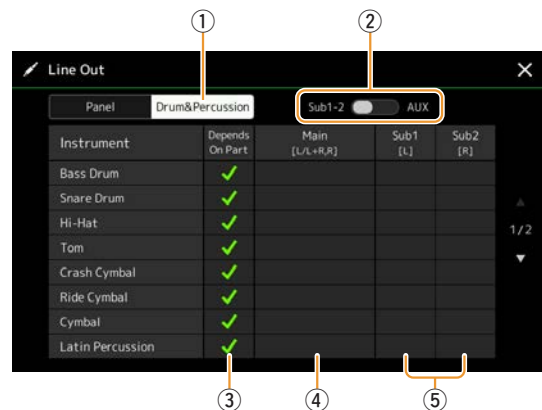 ① ②
Line Out
Panel Drum&Percussion Sub1-2 AUX
Instrument Depends On Part Main [L/L+R,R] Sub1 [L] Sub2 [R]
Bass Drum
Snare Drum
Hi-Hat
1/2
Tom
Crash Cymbal
Ride Cymbal
Cymbal
Latin Percussion
③ ④ ⑤